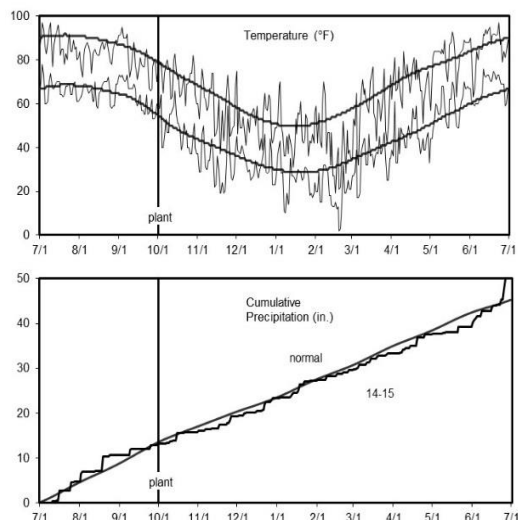 100
Temperature (°F)
80
60
40
20
plant
0
7/1 8/1 9/1 10/1 11/1 12/1 1/1 2/1 3/1 4/1 5/1 6/1 7/1
50
Cumulative
Precipitation (in.)
40
normal
30
14-15
20
10
plant
0
7/1 8/1 9/1 10/1 11/1 12/1 1/1 2/1 3/1 4/1 5/1 6/1 7/1